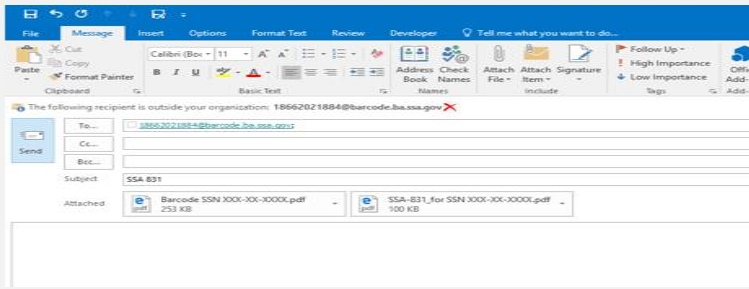 File Message Insert Options Format Text Review Developer Tell me what you want to do...
Cut Calibri (Box 11 Follow Up
Copy High Importance
Paste Format Painter B I U Address Book Check Names Attach File Attach Item Signature Low Importance
Clipboard Basic Text Names Include Tags
The following recipient is outside your organization: 18662021884@barcode.ba.ssa.gov
To... 18662021884@barcode.ba.ssa.gov;
Send Cc...
Bcc...
Subject SSA 831
Attached Barcode SSN XXX-XX-XXXX.pdf 253 KB SSA-831_for SSN XXX-XX-XXXX.pdf 100 KB